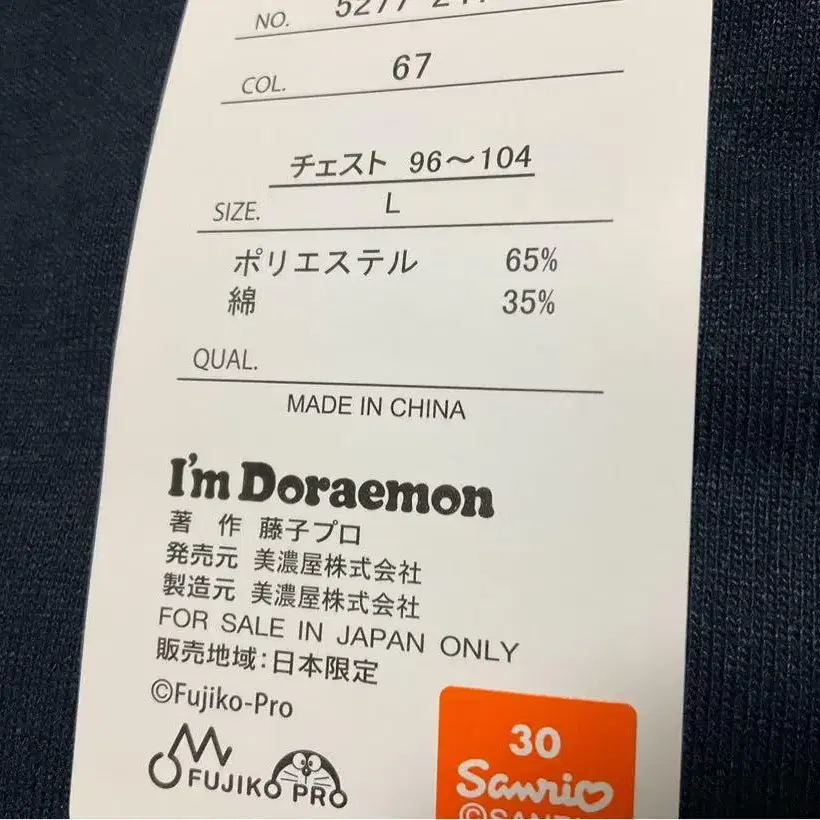 NO. 5277
COL. 67
チェスト 96～104
SIZE. L
ポリエステル 65%
綿 35%
QUAL.
MADE IN CHINA
I'm Doraemon
著 作 藤子プロ
発売元 美濃屋株式会社
製造元 美濃屋株式会社
FOR SALE IN JAPAN ONLY
販売地域:日本限定
©Fujiko-Pro
FUJIKO PRO
30
Sanrio